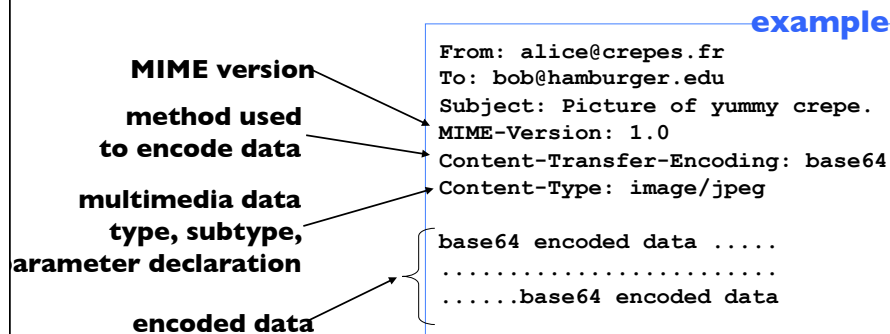 example
MIME version
method used
to encode data
multimedia data
type, subtype,
arameter declaration
encoded data
From: alice@crepes.fr
To: bob@hamburger.edu
Subject: Picture of yummy crepe.
MIME-Version: 1.0
Content-Transfer-Encoding: base64
Content-Type: image/jpeg
base64 encoded data .....
.........................
......base64 encoded data